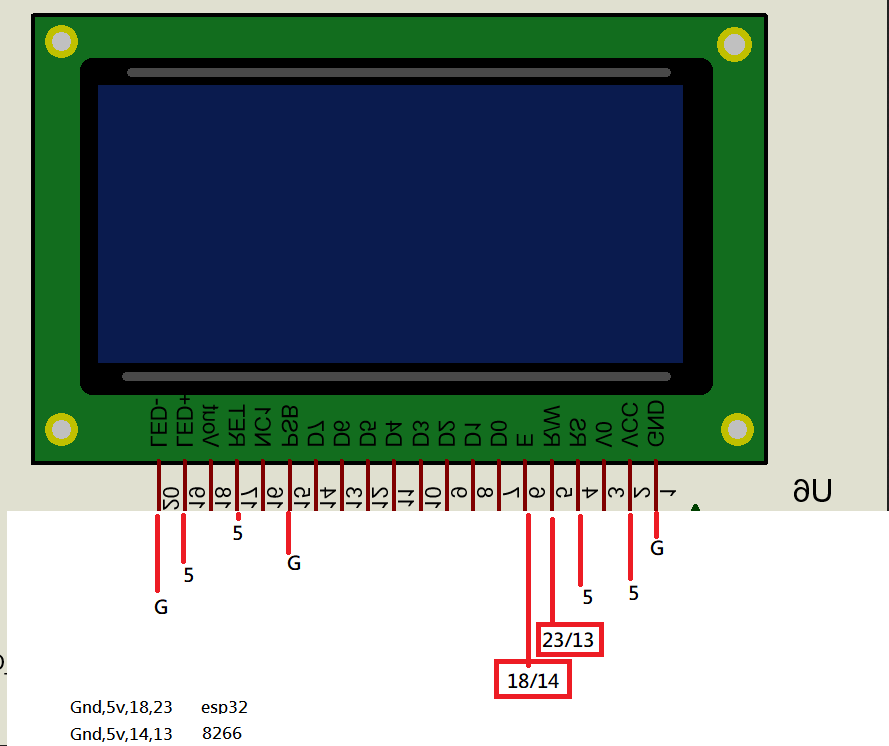 LED-
LED+
Vout
RET
NC1
PSB
D7
D6
D5
D4
D3
D2
D1
D0
E
RW
RS
V0
VCC
GND
20
19
18
17
16
15
14
13
12
11
10
9
8
7
6
5
4
3
2
1
U6
5
G
G
5
5
5
G
23/13
18/14
Gnd,5v,18,23 esp32
Gnd,5v,14,13 8266